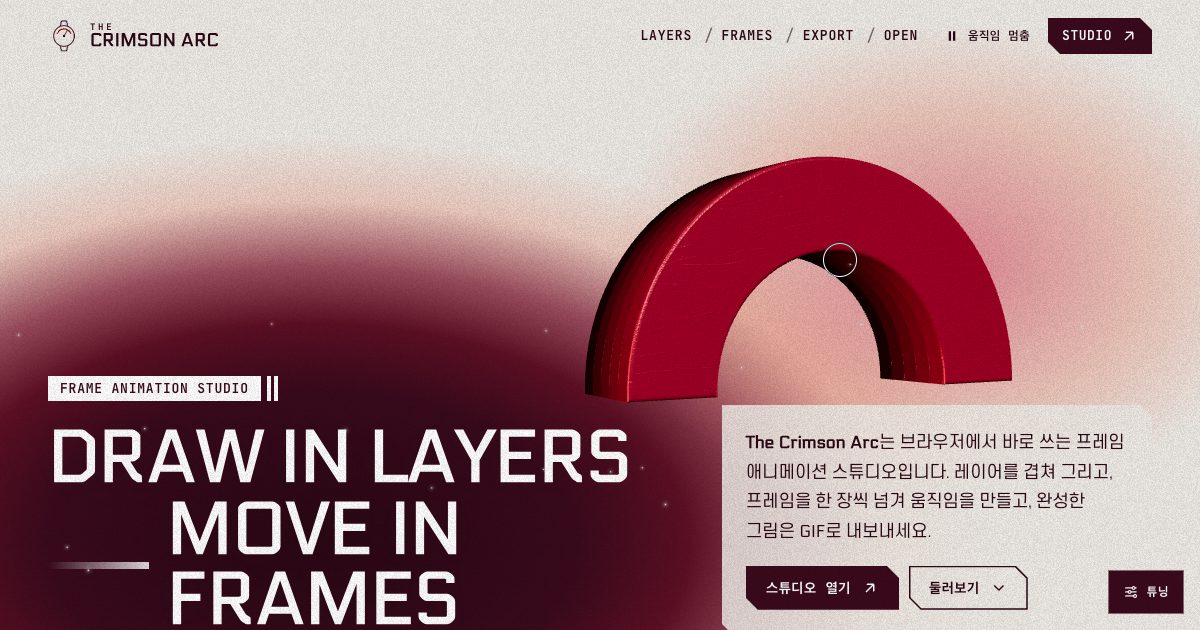 THE
CRIMSON ARC
LAYERS / FRAMES / EXPORT / OPEN
움직임 멈춤
STUDIO
FRAME ANIMATION STUDIO
DRAW IN LAYERS
MOVE IN
FRAMES
The Crimson Arc는 브라우저에서 바로 쓰는 프레임
애니메이션 스튜디오입니다. 레이어를 겹쳐 그리고,
프레임을 한 장씩 넘겨 움직임을 만들고, 완성한
그림은 GIF로 내보내세요.
스튜디오 열기
둘러보기
튜닝